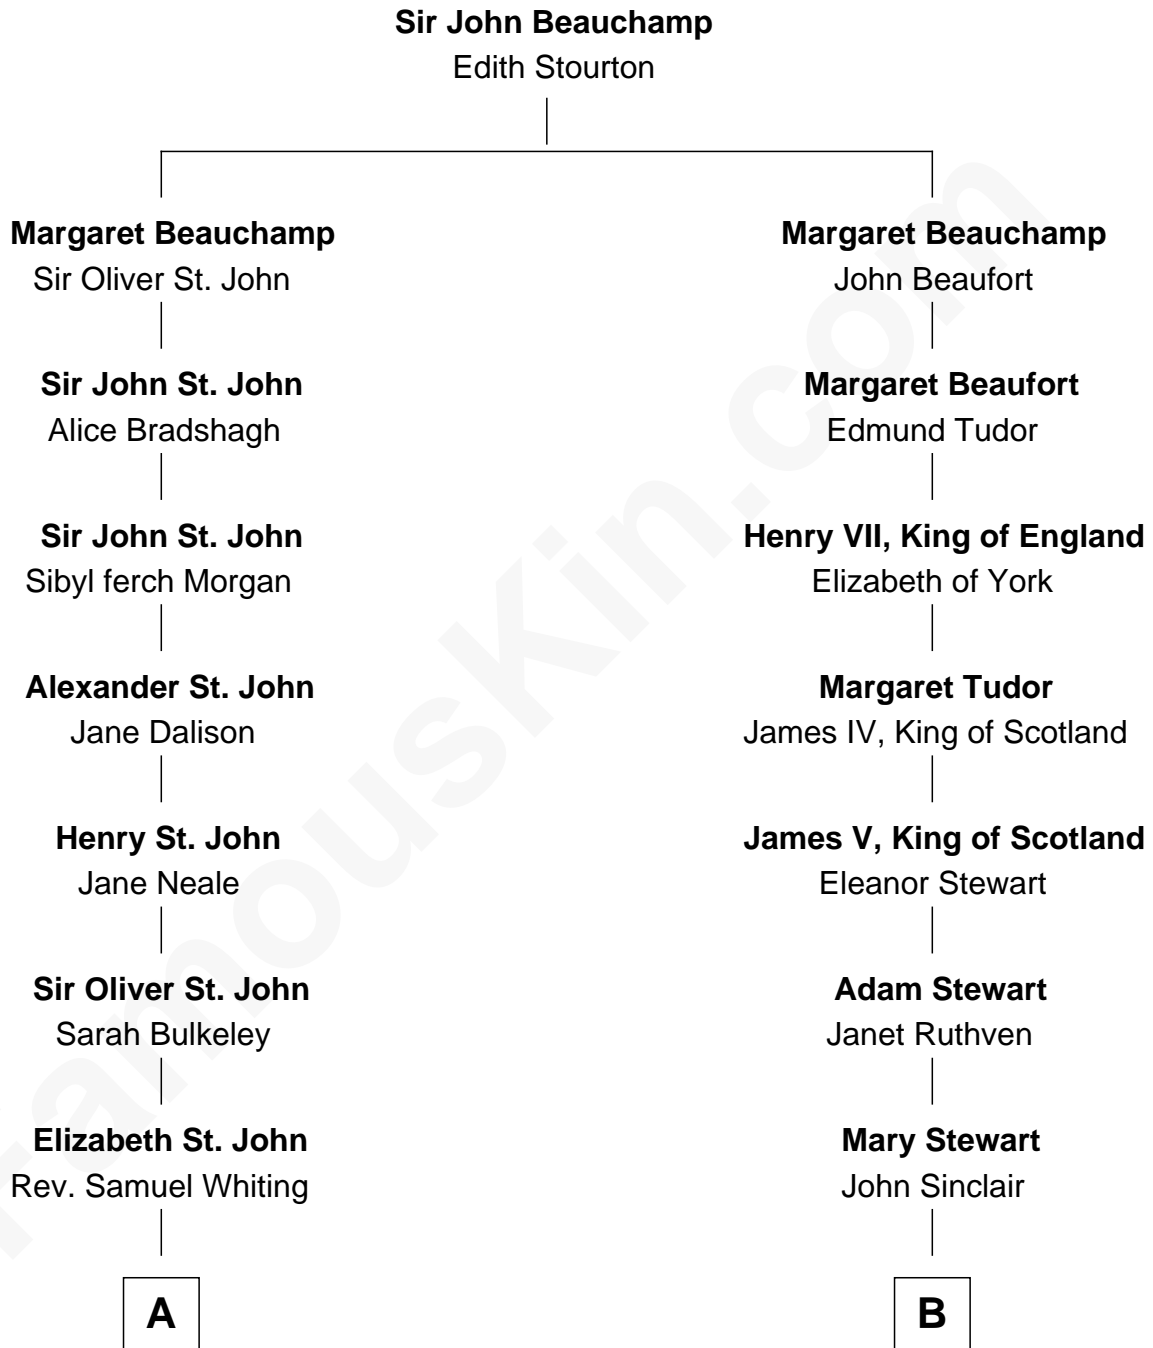 Sir John Beauchamp
Edith Stourton
Margaret Beauchamp
Sir Oliver St. John
Margaret Beauchamp
John Beaufort
Sir John St. John
Alice Bradshagh
Margaret Beaufort
Edmund Tudor
Sir John St. John
Sibyl ferch Morgan
Henry VII, King of England
Elizabeth of York
Alexander St. John
Jane Dalison
Margaret Tudor
James IV, King of Scotland
Henry St. John
Jane Neale
James V, King of Scotland
Eleanor Stewart
Sir Oliver St. John
Sarah Bulkeley
Adam Stewart
Janet Ruthven
Elizabeth St. John
Rev. Samuel Whiting
Mary Stewart
John Sinclair
A
B
FamousKin.com